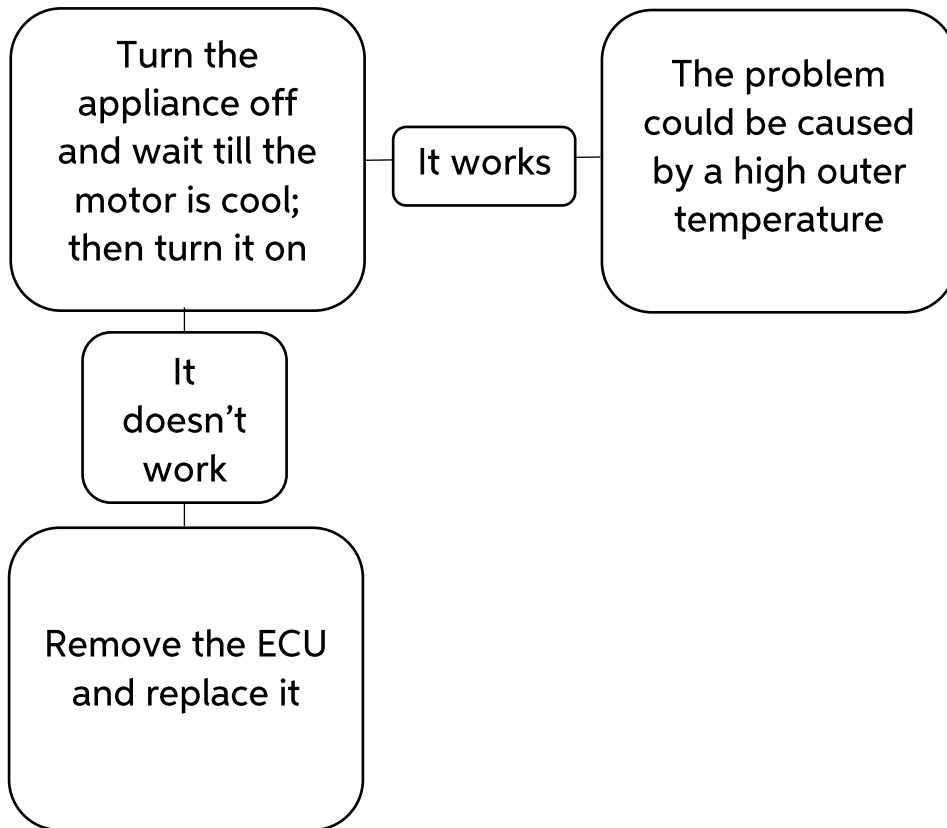 Turn the
appliance off
and wait till the
motor is cool;
then turn it on
It works
The problem
could be caused
by a high outer
temperature
It
doesn’t
work
Remove the ECU
and replace it